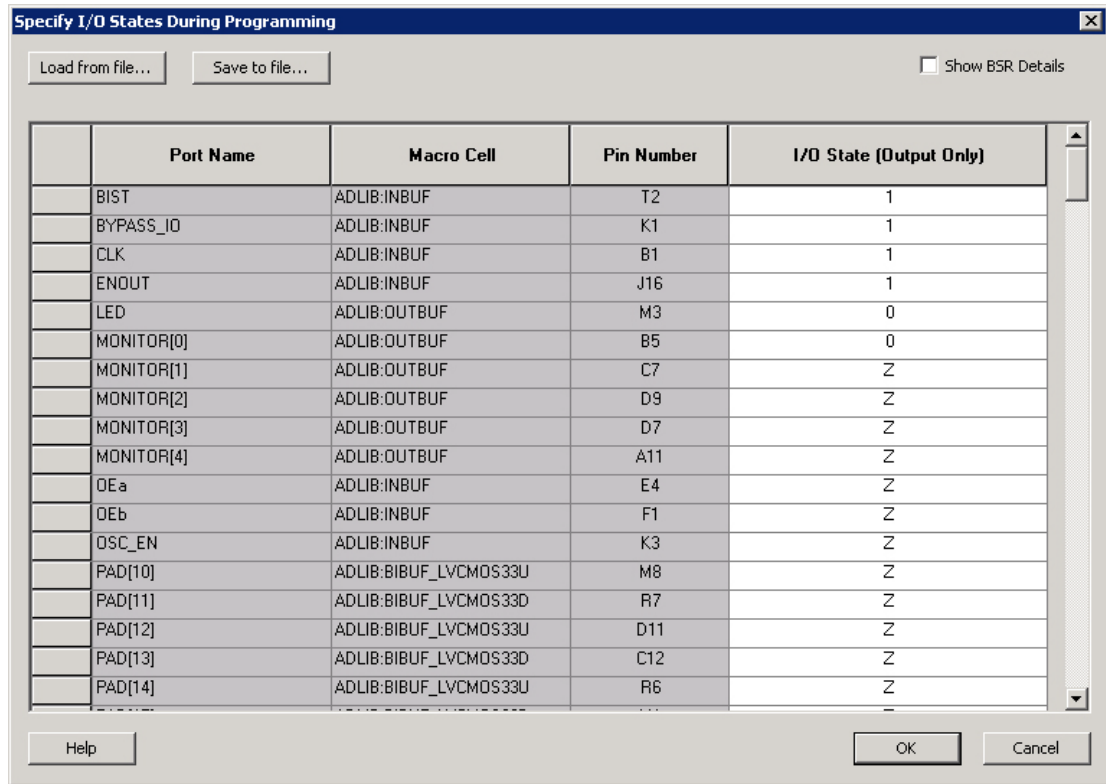 Specify I/O States During Programming
Load from file... Save to file... Show BSR Details
Port Name Macro Cell Pin Number I/O State (Output Only)
BIST ADLIB:INBUF T2 1
BYPASS_IO ADLIB:INBUF K1 1
CLK ADLIB:INBUF B1 1
ENOUT ADLIB:INBUF J16 1
LED ADLIB:OUTBUF M3 0
MONITOR[0] ADLIB:OUTBUF B5 0
MONITOR[1] ADLIB:OUTBUF C7 Z
MONITOR[2] ADLIB:OUTBUF D9 Z
MONITOR[3] ADLIB:OUTBUF D7 Z
MONITOR[4] ADLIB:OUTBUF A11 Z
OEa ADLIB:INBUF E4 Z
OEb ADLIB:INBUF F1 Z
OSC_EN ADLIB:INBUF K3 Z
PAD[10] ADLIB:BIBUF_LVCMOS33U M8 Z
PAD[11] ADLIB:BIBUF_LVCMOS33D R7 Z
PAD[12] ADLIB:BIBUF_LVCMOS33U D11 Z
PAD[13] ADLIB:BIBUF_LVCMOS33D C12 Z
PAD[14] ADLIB:BIBUF_LVCMOS33U R6 Z
Help OK Cancel